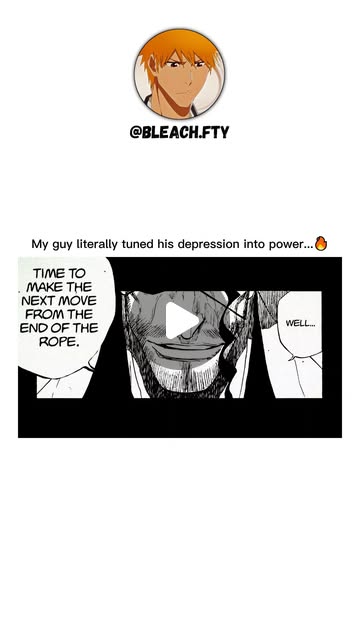 @BLEACH.FTY
My guy literally tuned his depression into power...🔥
TIME TO
MAKE THE
NEXT MOVE
FROM THE
END OF THE
ROPE.
WELL...